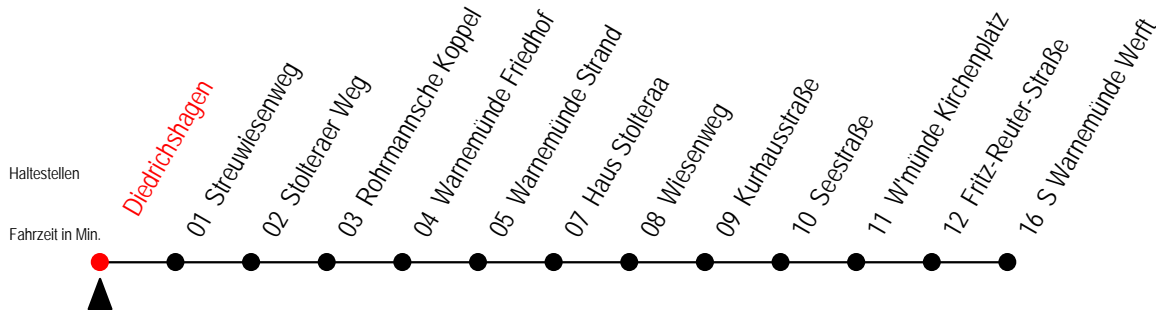 Haltestellen
Fahrzeit in Min.
Diedrichshagen
01 Streuwiesenweg
02 Stolteraer Weg
03 Rohrmannsche Koppel
04 Warnemünde Friedhof
05 Warnemünde Strand
07 Haus Stolteraa
08 Wiesenweg
09 Kurhausstraße
10 Seestraße
11 W'münde Kirchenplatz
12 Fritz-Reuter-Straße
16 S Warnemünde Werft